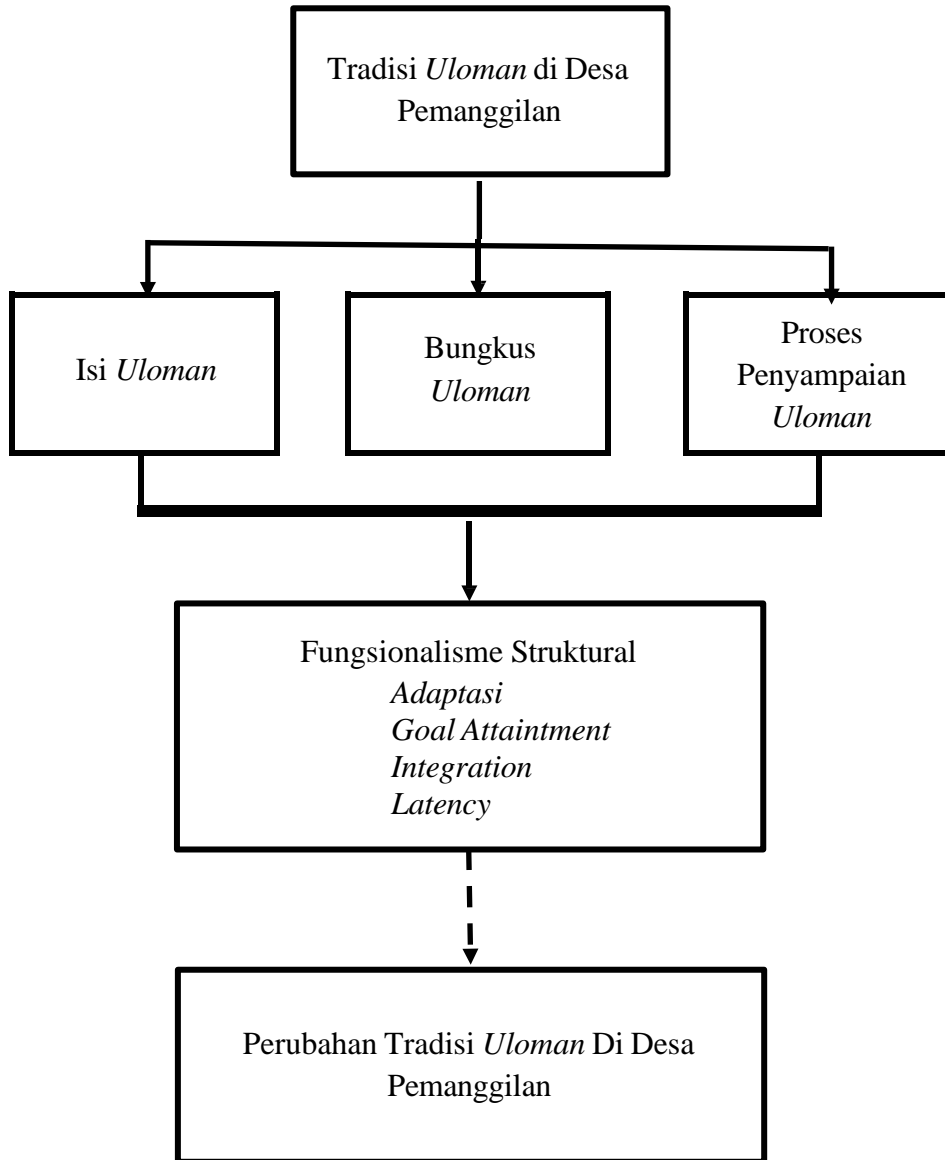 Tradisi Uloman di Desa
Pemanggilan
Isi Uloman
Bungkus
Uloman
Proses
Penyampaian
Uloman
Fungsionalisme Struktural
Adaptasi
Goal Attaintment
Integration
Latency
Perubahan Tradisi Uloman Di Desa
Pemanggilan